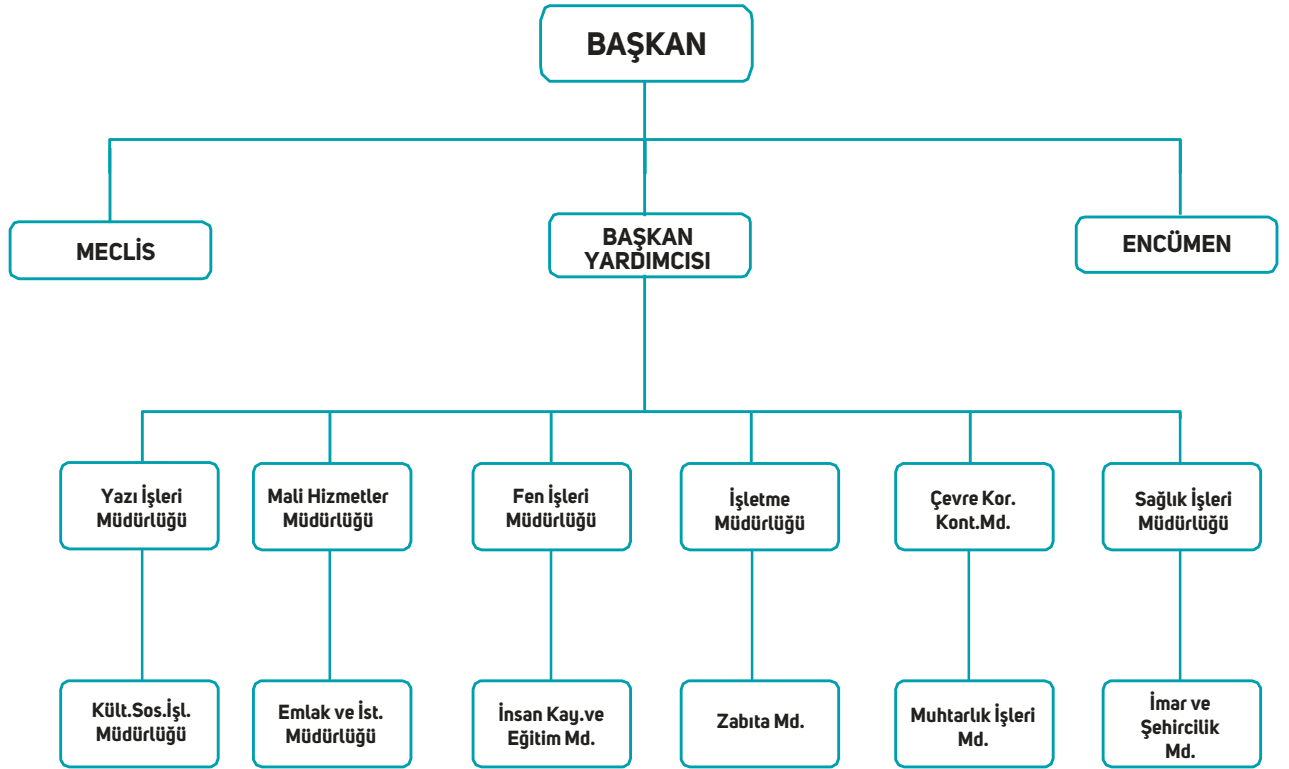 BAŞKAN
MECLİS
BAŞKAN
YARDIMCISI
ENCÜMEN
Yazı İşleri
Müdürlüğü
Mali Hizmetler
Müdürlüğü
Fen İşleri
Müdürlüğü
İşletme
Müdürlüğü
Çevre Kor.
Kont.Md.
Sağlık İşleri
Müdürlüğü
Kült.Sos.İşl.
Müdürlüğü
Emlak ve İst.
Müdürlüğü
İnsan Kay.ve
Eğitim Md.
Zabıta Md.
Muhtarlık İşleri
Md.
İmar ve
Şehircilik
Md.